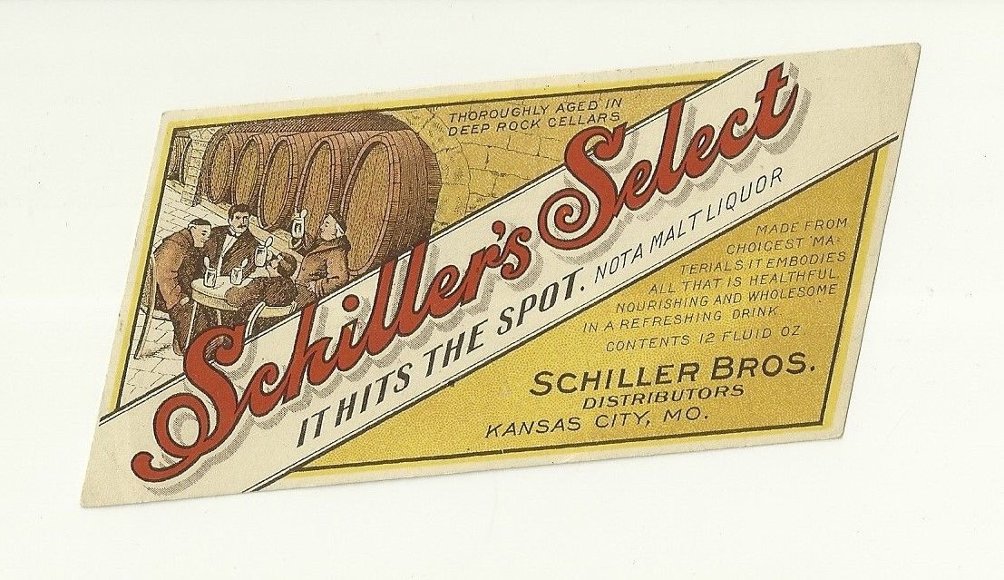 THOROUGHLY AGED IN
DEEP ROCK CELLARS
Schiller's Select
IT HITS THE SPOT. NOT A MALT LIQUOR
MADE FROM
CHOICEST MA-
TERIALS. IT EMBODIES
ALL THAT IS HEALTHFUL.
NOURISHING AND WHOLESOME
IN A REFRESHING DRINK
CONTENTS 12 FLUID OZ
SCHILLER BROS.
DISTRIBUTORS
KANSAS CITY, MO.